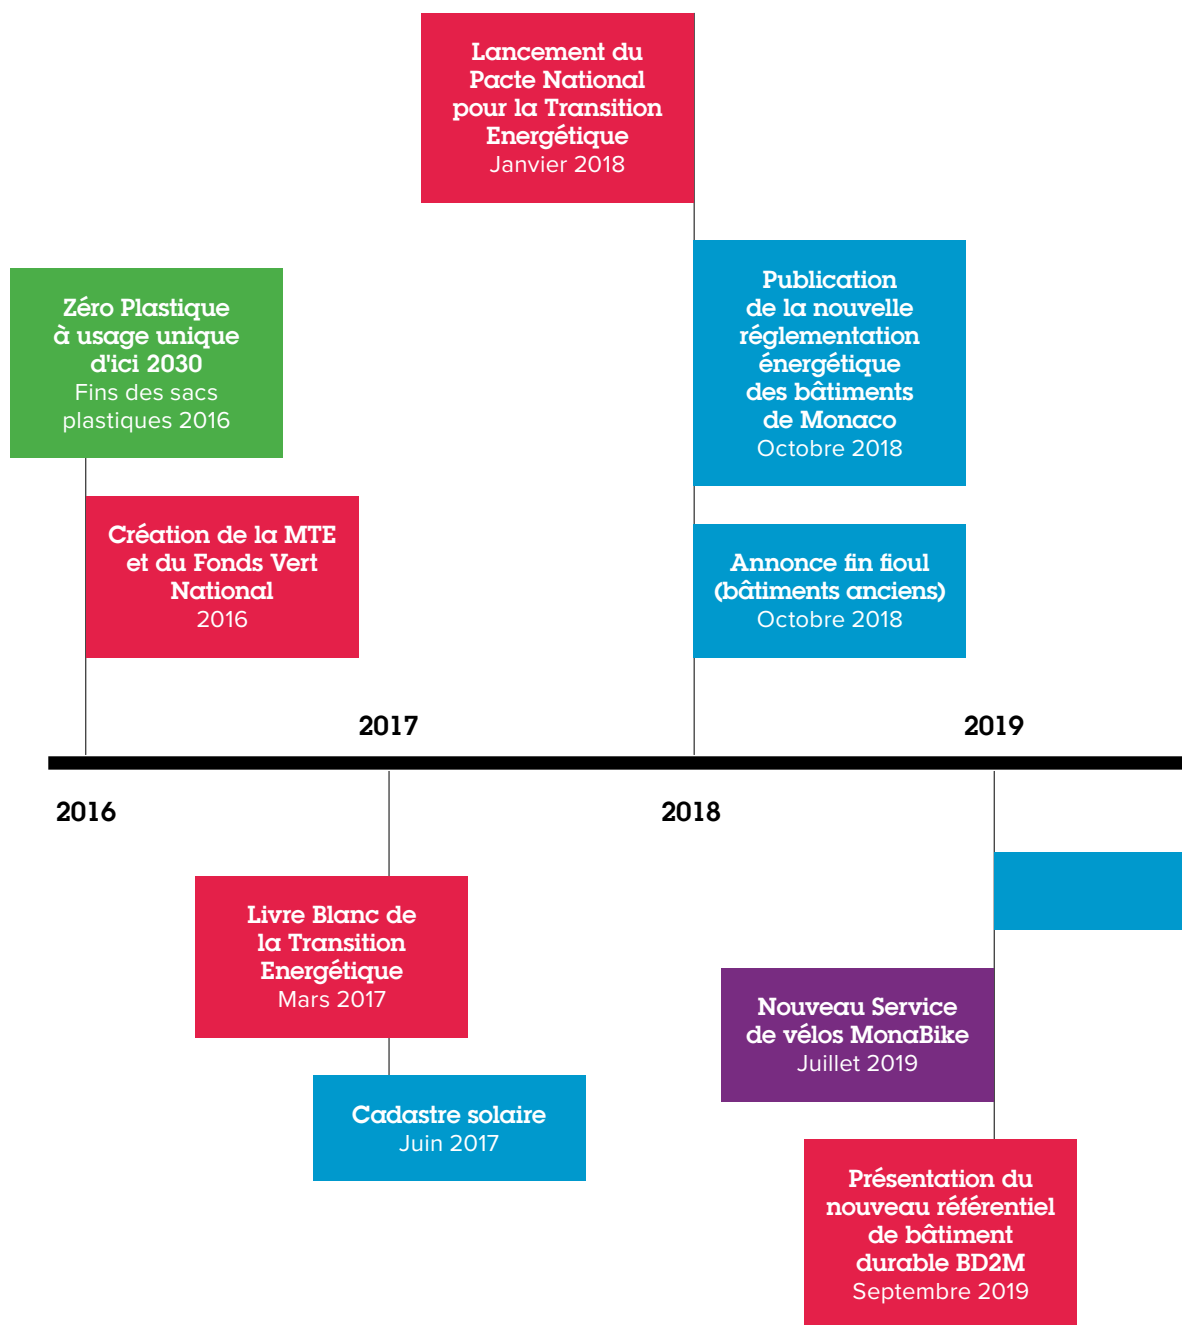 Lancement du
Pacte National
pour la Transition
Energétique
Janvier 2018
Publication
de la nouvelle
réglementation
énergétique
des bâtiments
de Monaco
Octobre 2018
Zéro Plastique
à usage unique
d'ici 2030
Fins des sacs
plastiques 2016
Création de la MTE
et du Fonds Vert
National
2016
Annonce fin fioul
(bâtiments anciens)
Octobre 2018
2017
2019
2016
2018
Livre Blanc de
la Transition
Energétique
Mars 2017
Nouveau Service
de vélos MonaBike
Juillet 2019
Cadastre solaire
Juin 2017
Présentation du
nouveau référentiel
de bâtiment
durable BD2M
Septembre 2019